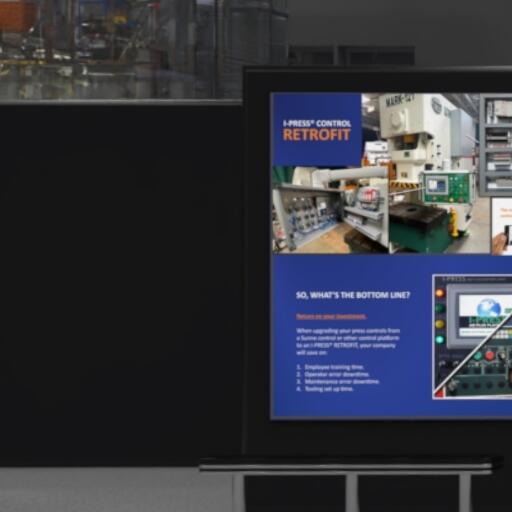 I-PRESS® CONTROL
RETROFIT
MARK-121
SO, WHAT'S THE BOTTOM LINE?
Return on your investment.
When upgrading your press controls from
a Sunne control or other control platform
to an I-PRESS® RETROFIT, your company
will save on:
1. Employee training time.
2. Operator error downtime.
3. Maintenance error downtime.
4. Tooling set up time.
I-PRESS